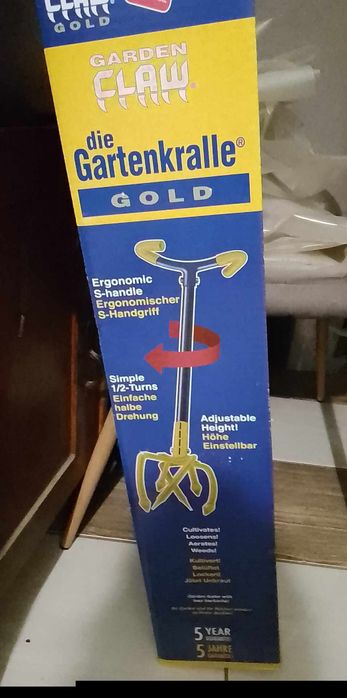 CLAW
GOLD
GARDEN
CLAW®
die
Gartenkralle®
GOLD
Ergonomic
S-handle
Ergonomischer
S-Handgriff
Simple
1/2-Turns
Einfache
halbe
Drehung
Adjustable
Height!
Höhe
Einstellbar
Cultivates!
Loosens!
Aerates!
Weeds!
Kultiviert!
Belüftet
Lockert!
Jätet Unkraut
5 YEAR
5 JAHRE